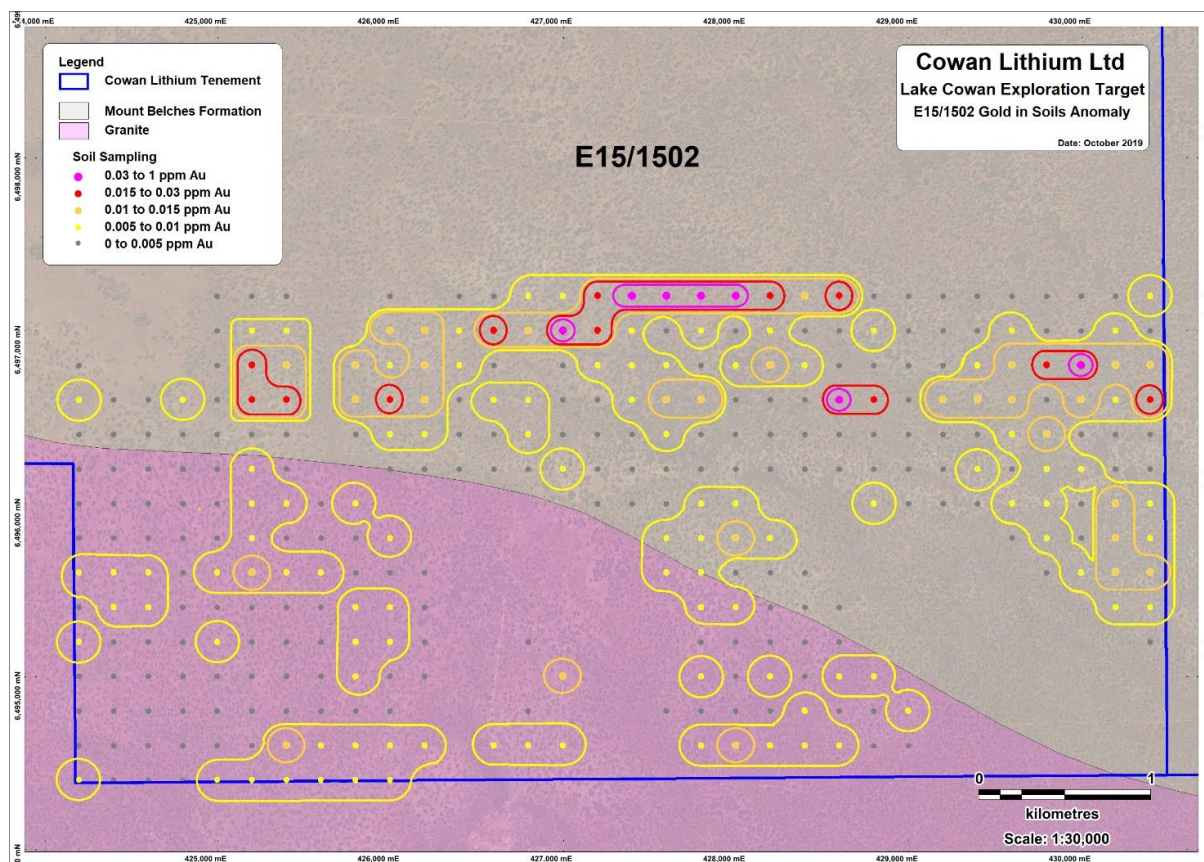 424,000 mE 425,000 mE 426,000 mE 427,000 mE 428,000 mE 429,000 mE 430,000 mE
Legend
Cowan Lithium Tenement
Mount Belches Formation
Granite
Soil Sampling
0.03 to 1 ppm Au
0.015 to 0.03 ppm Au
0.01 to 0.015 ppm Au
0.005 to 0.01 ppm Au
0 to 0.005 ppm Au
Cowan Lithium Ltd
Lake Cowan Exploration Target
E15/1502 Gold in Soils Anomaly
Date: October 2019
E15/1502
6,498,000 mN
6,497,000 mN
6,496,000 mN
6,495,000 mN
0 1
kilometres
Scale: 1:30,000
425,000 mE 426,000 mE 427,000 mE 428,000 mE 429,000 mE 430,000 mE